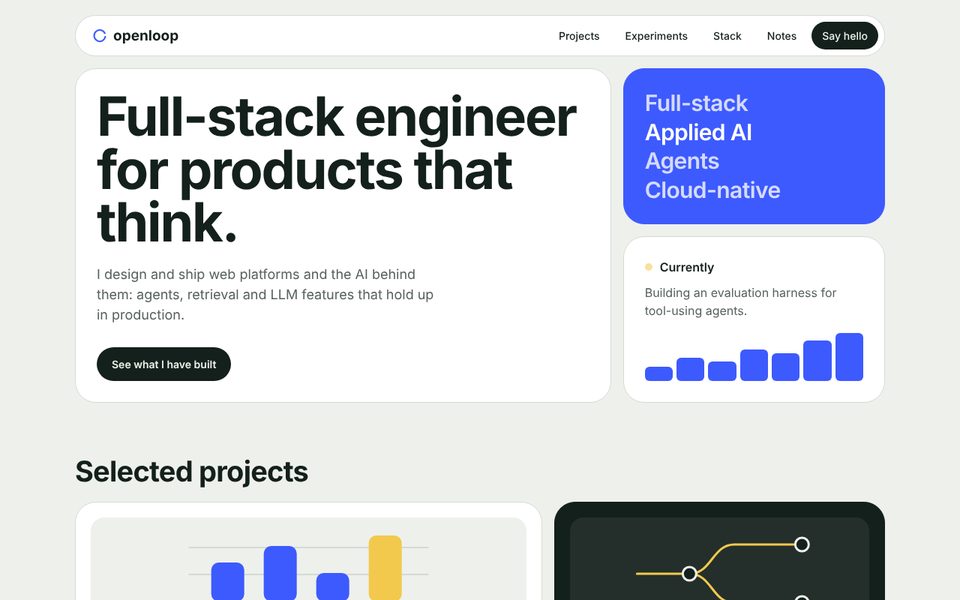 openloop
Projects
Experiments
Stack
Notes
Say hello
Full-stack engineer
for products that
think.
I design and ship web platforms and the AI behind
them: agents, retrieval and LLM features that hold up
in production.
See what I have built
Full-stack
Applied AI
Agents
Cloud-native
Currently
Building an evaluation harness for
tool-using agents.
Selected projects